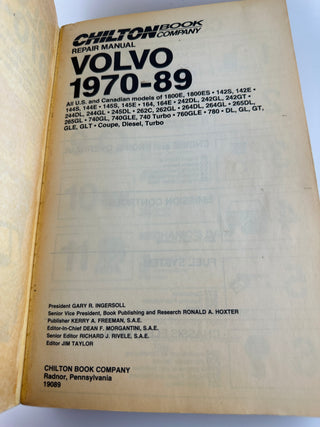 CHILTON BOOK COMPANY
REPAIR MANUAL
VOLVO
1970-89
All U.S. and Canadian models of 1800E, 1800ES • 142S, 142E •
144S, 144E • 145S, 145E • 164, 164E • 242DL, 242GL, 242GT •
244DL, 244GL • 245DL • 262C, 262GL • 264DL, 264GL • 265DL,
265GL • 740GL, 740GLE, 740 Turbo • 760GLE • 780 • DL, GL, GT,
GLE, GLT • Coupe, Diesel, Turbo
President GARY R. INGERSOLL
Senior Vice President, Book Publishing and Research RONALD A. HOXTER
Publisher KERRY A. FREEMAN, S.A.E.
Editor-in-Chief DEAN F. MORGANTINI, S.A.E.
Senior Editor RICHARD J. RIVELE, S.A.E.
Editor JIM TAYLOR
CHILTON BOOK COMPANY
Radnor, Pennsylvania
19089